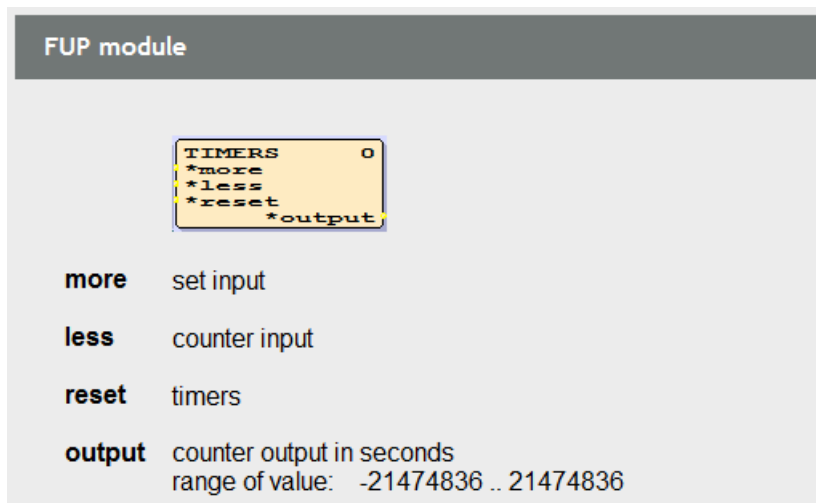 FUP module
TIMERS 0
*more
*less
*reset
*output
more set input
less counter input
reset timers
output counter output in seconds
range of value: -21474836 .. 21474836